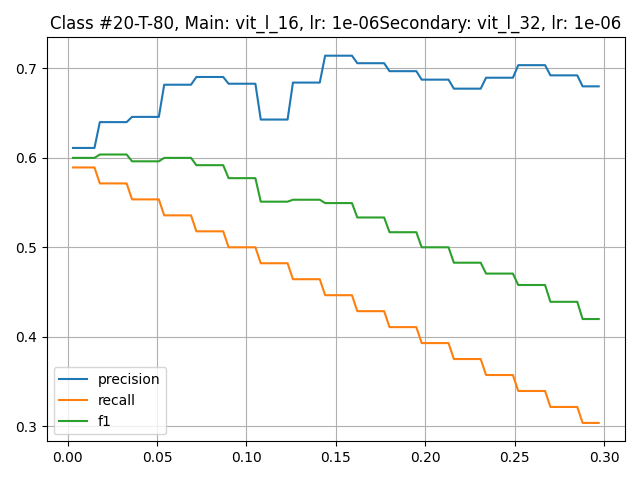 Class #20-T-80, Main: vit_l_16, lr: 1e-06Secondary: vit_l_32, lr: 1e-06
0.7
0.6
0.5
0.4
0.3
precision
recall
f1
0.00 0.05 0.10 0.15 0.20 0.25 0.30